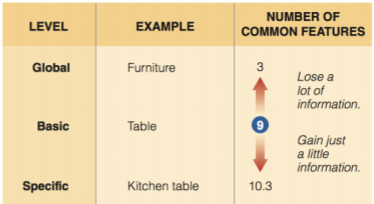 LEVEL
EXAMPLE
NUMBER OF
COMMON FEATURES
Global
Furniture
3
Lose a
lot of
information.
Basic
Table
9
Gain just
a little
information.
Specific
Kitchen table
10.3